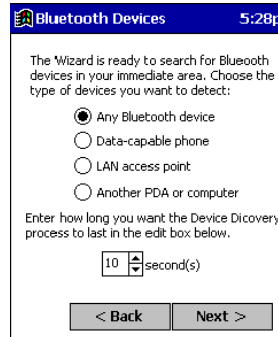 Bluetooth Devices 5:28p
The Wizard is ready to search for Blueooth
devices in your immediate area. Choose the
type of devices you want to detect:
Any Bluetooth device
Data-capable phone
LAN access point
Another PDA or computer
Enter how long you want the Device Dicovery
process to last in the edit box below.
10 second(s)
< Back Next >